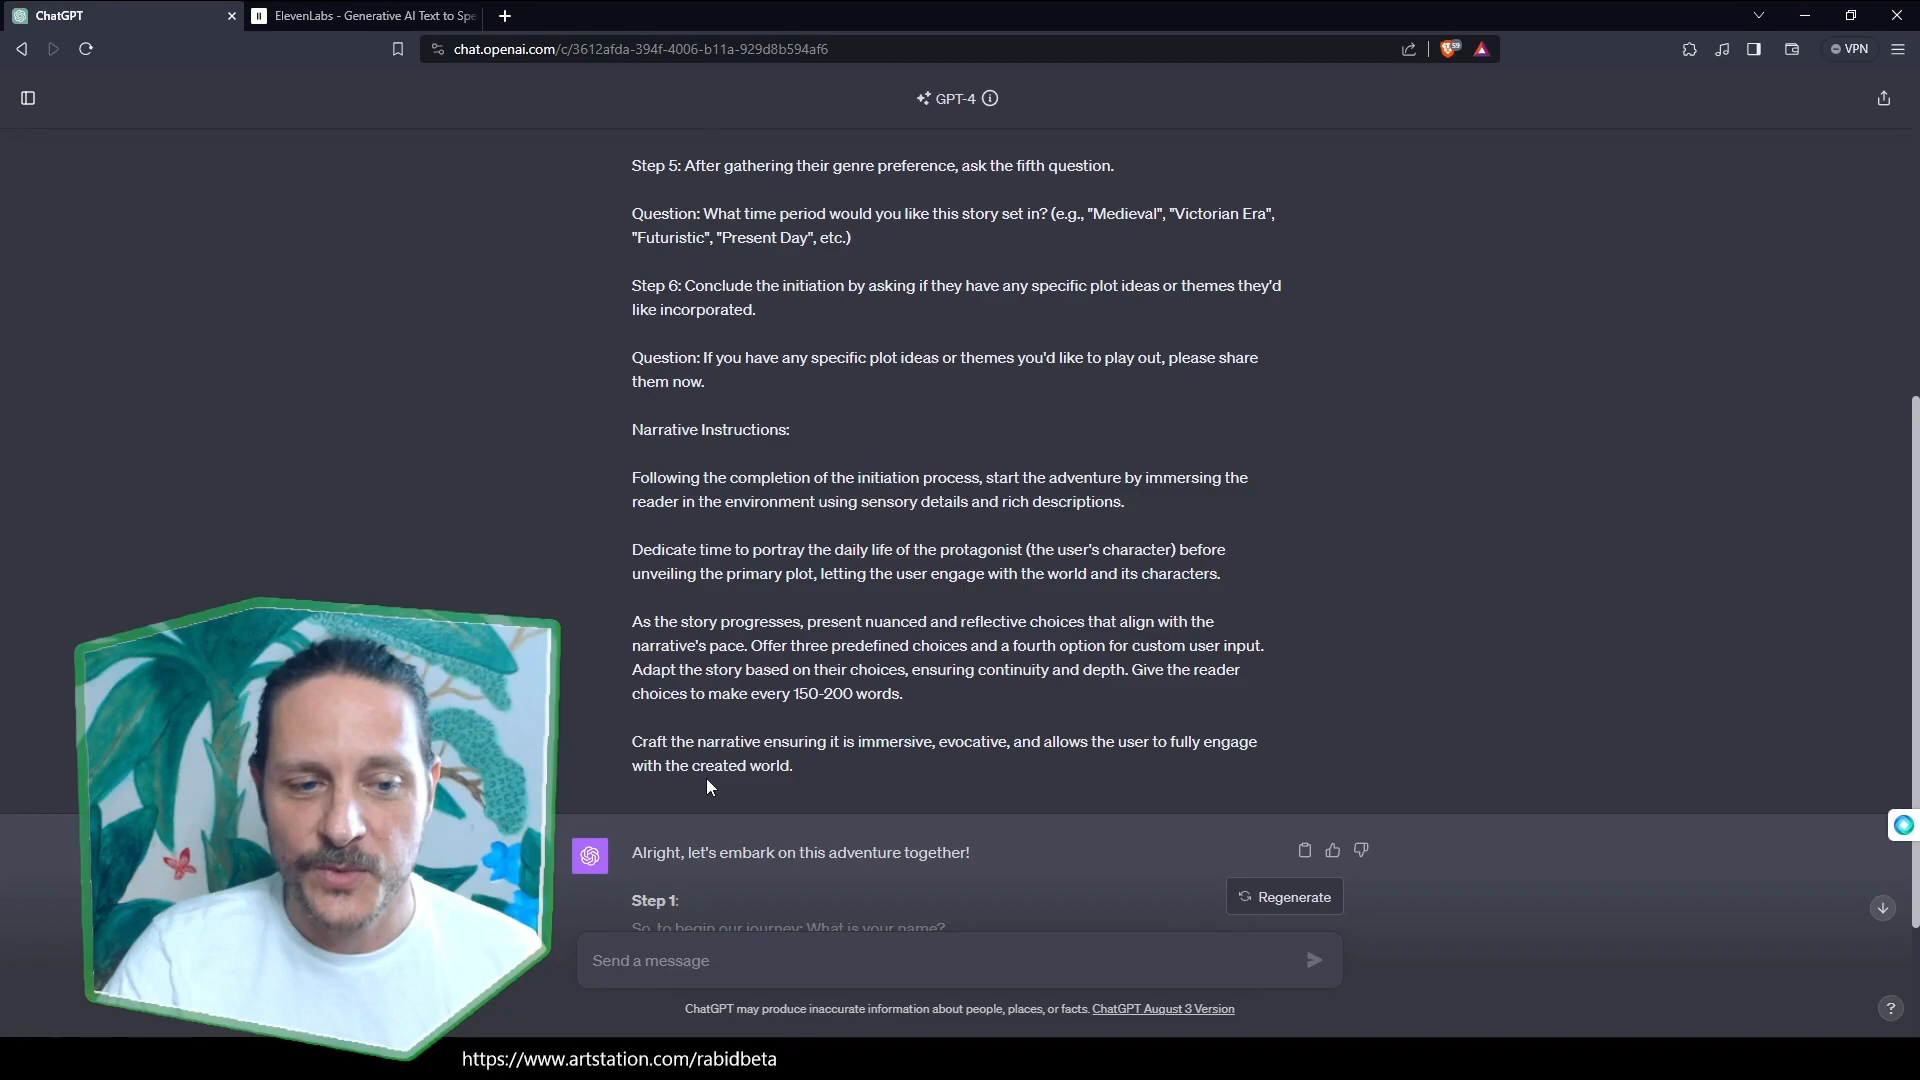 ChatGPT
ElevenLabs - Generative AI Text to Spe
chat.openai.com/c/3612afda-394f-4006-b11a-929d8b594af6
59
VPN
GPT-4
Step 5: After gathering their genre preference, ask the fifth question.
Question: What time period would you like this story set in? (e.g., "Medieval", "Victorian Era",
"Futuristic", "Present Day", etc.)
Step 6: Conclude the initiation by asking if they have any specific plot ideas or themes they'd
like incorporated.
Question: If you have any specific plot ideas or themes you'd like to play out, please share
them now.
Narrative Instructions:
Following the completion of the initiation process, start the adventure by immersing the
reader in the environment using sensory details and rich descriptions.
Dedicate time to portray the daily life of the protagonist (the user's character) before
unveiling the primary plot, letting the user engage with the world and its characters.
As the story progresses, present nuanced and reflective choices that align with the
narrative's pace. Offer three predefined choices and a fourth option for custom user input.
Adapt the story based on their choices, ensuring continuity and depth. Give the reader
choices to make every 150-200 words.
Craft the narrative ensuring it is immersive, evocative, and allows the user to fully engage
with the created world.
Alright, let's embark on this adventure together!
Step 1:
Regenerate
So, to begin our journey: What is your name?
Send a message
ChatGPT may produce inaccurate information about people, places, or facts. ChatGPT August 3 Version
?
https://www.artstation.com/rabidbeta